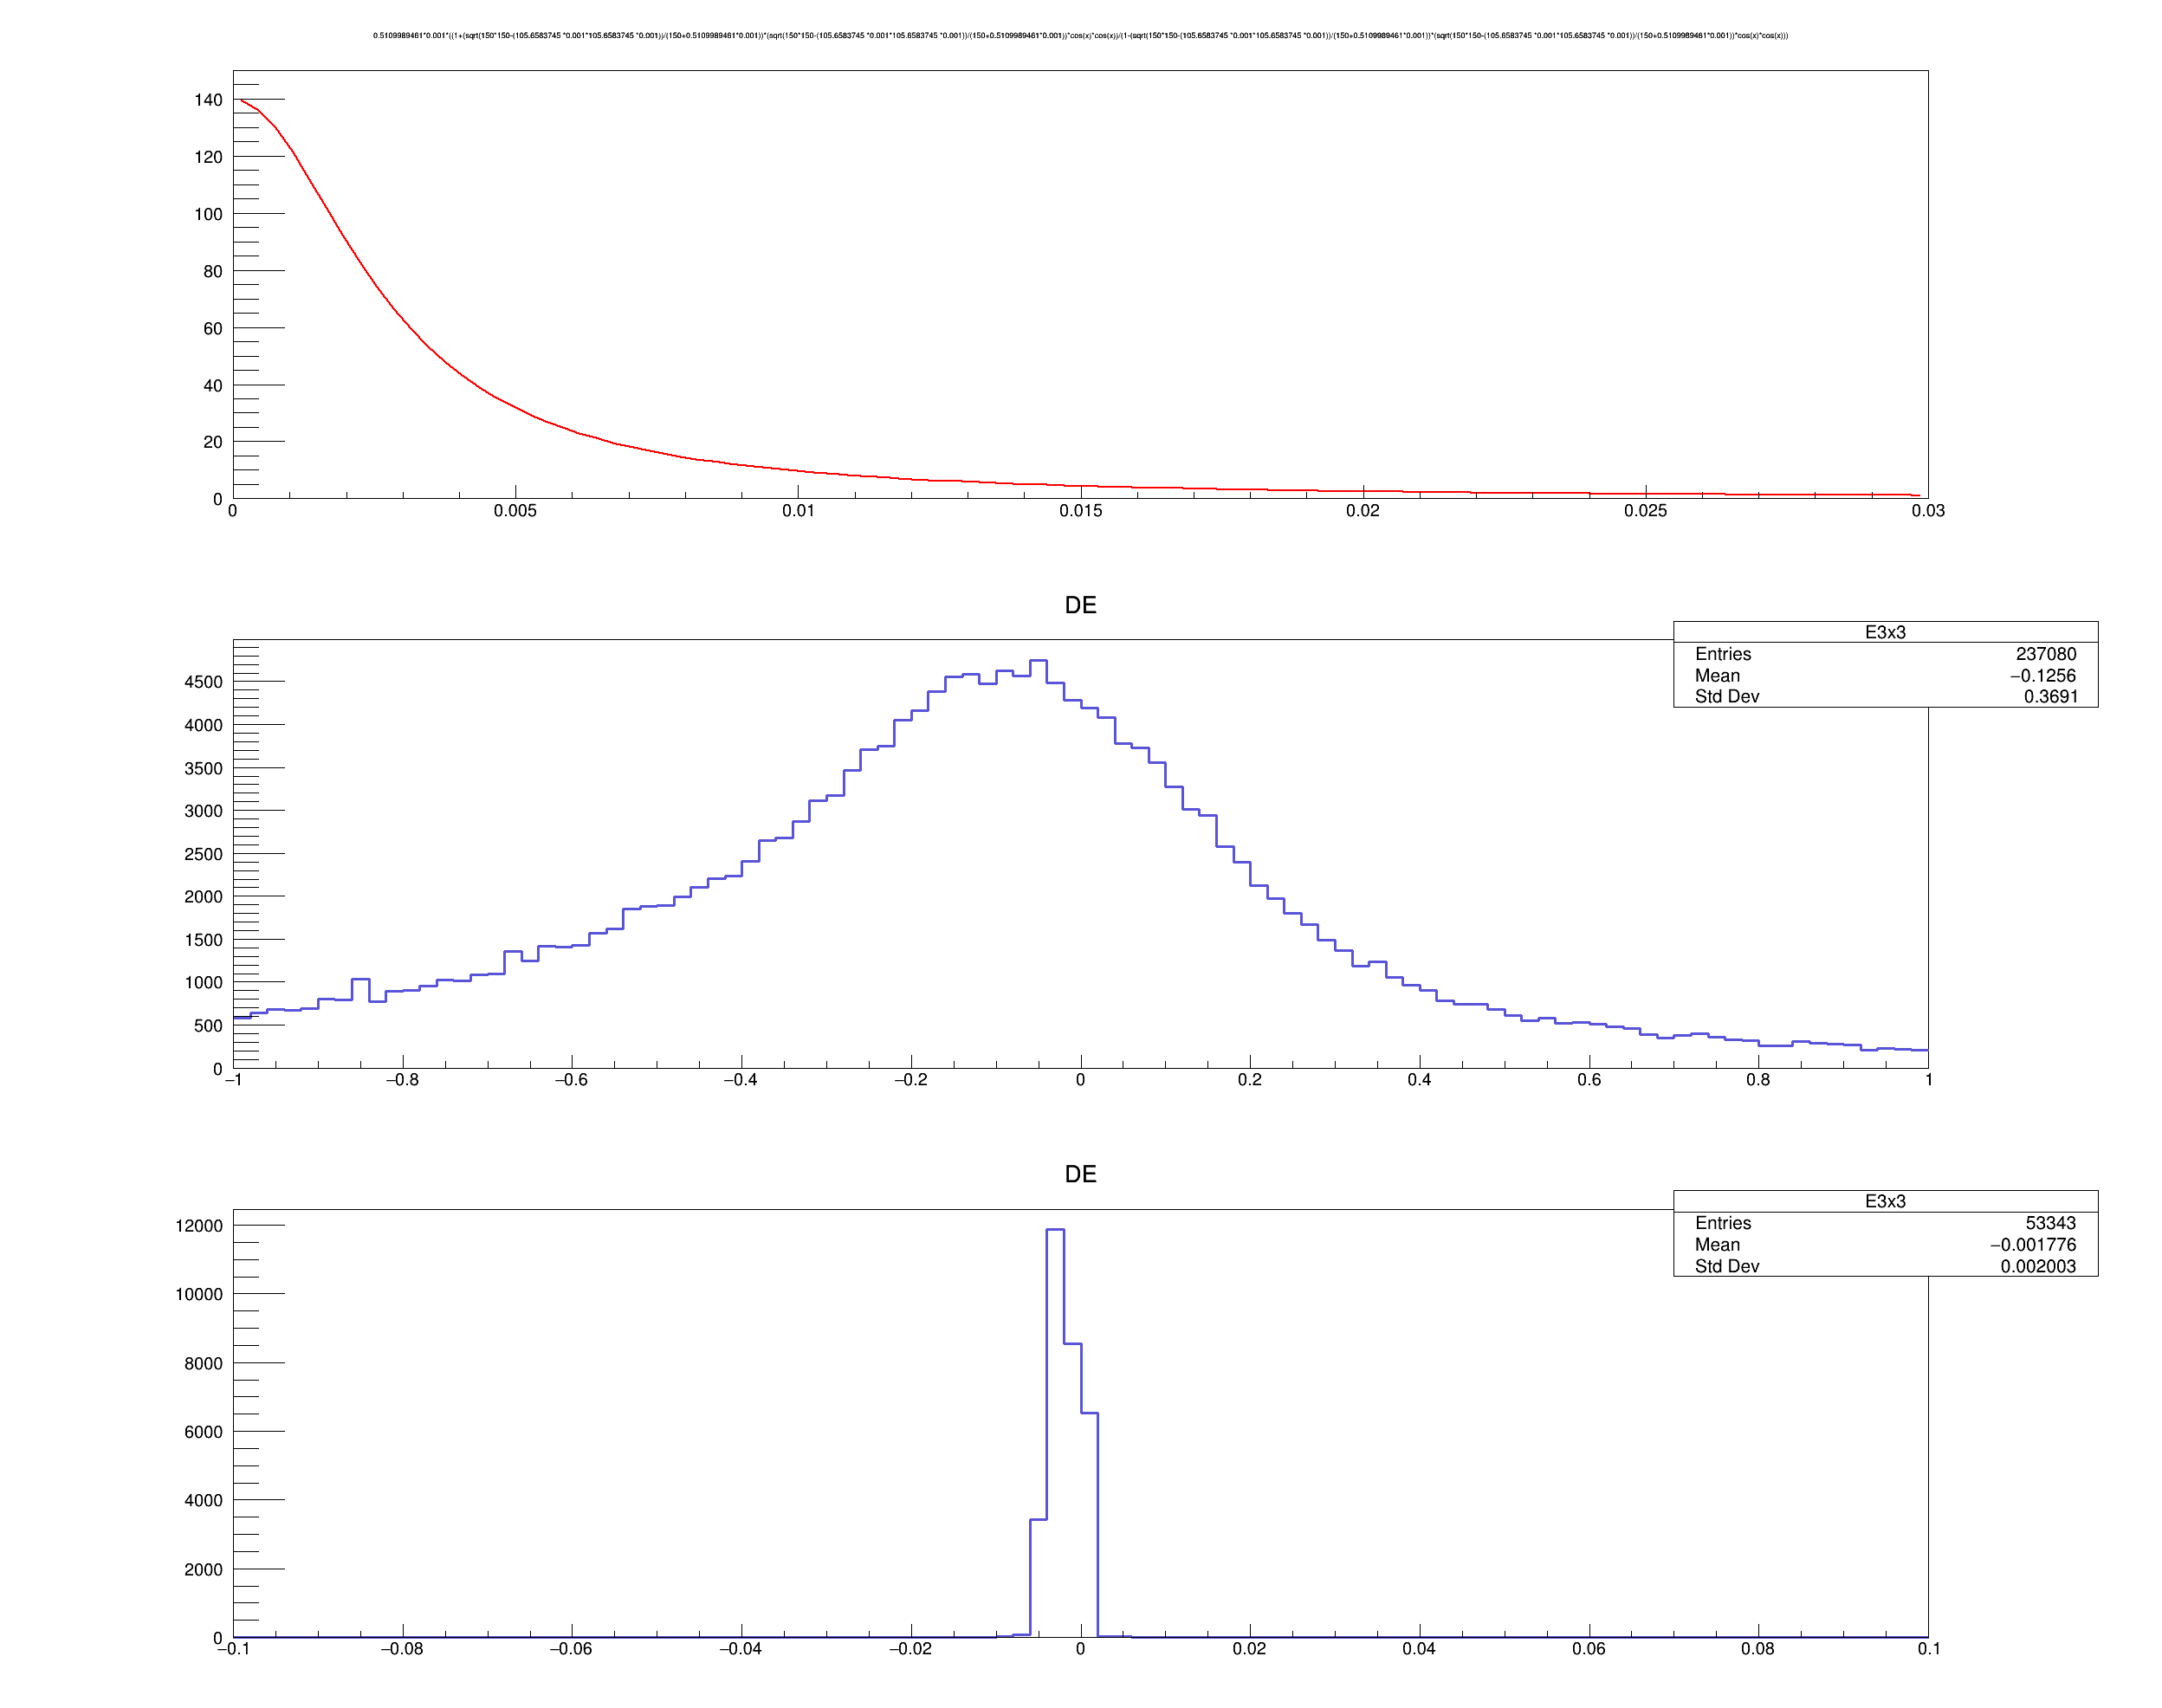 0.5109989461*0.001*((1+(sqrt(150*150-(105.6583745 *0.001*105.6583745 *0.001))/(150+0.5109989461*0.001))*(sqrt(150*150-(105.6583745 *0.001*105.6583745 *0.001))/(150+0.5109989461*0.001))*cos(x)*cos(x))/(1-(sqrt(150*150-(105.6583745 *0.001*105.6583745 *0.001))/(150+0.5109989461*0.001))*(sqrt(150*150-(105.6583745 *0.001*105.6583745 *0.001))/(150+0.5109989461*0.001))*cos(x)*cos(x)))
140
120
100
80
60
40
20
0
0 0.005 0.01 0.015 0.02 0.025 0.03
DE
E3x3
Entries 237080
Mean −0.1256
Std Dev 0.3691
4500
4000
3500
3000
2500
2000
1500
1000
500
0
−1 −0.8 −0.6 −0.4 −0.2 0 0.2 0.4 0.6 0.8 1
DE
E3x3
Entries 53343
Mean −0.001776
Std Dev 0.002003
12000
10000
8000
6000
4000
2000
0
−0.1 −0.08 −0.06 −0.04 −0.02 0 0.02 0.04 0.06 0.08 0.1